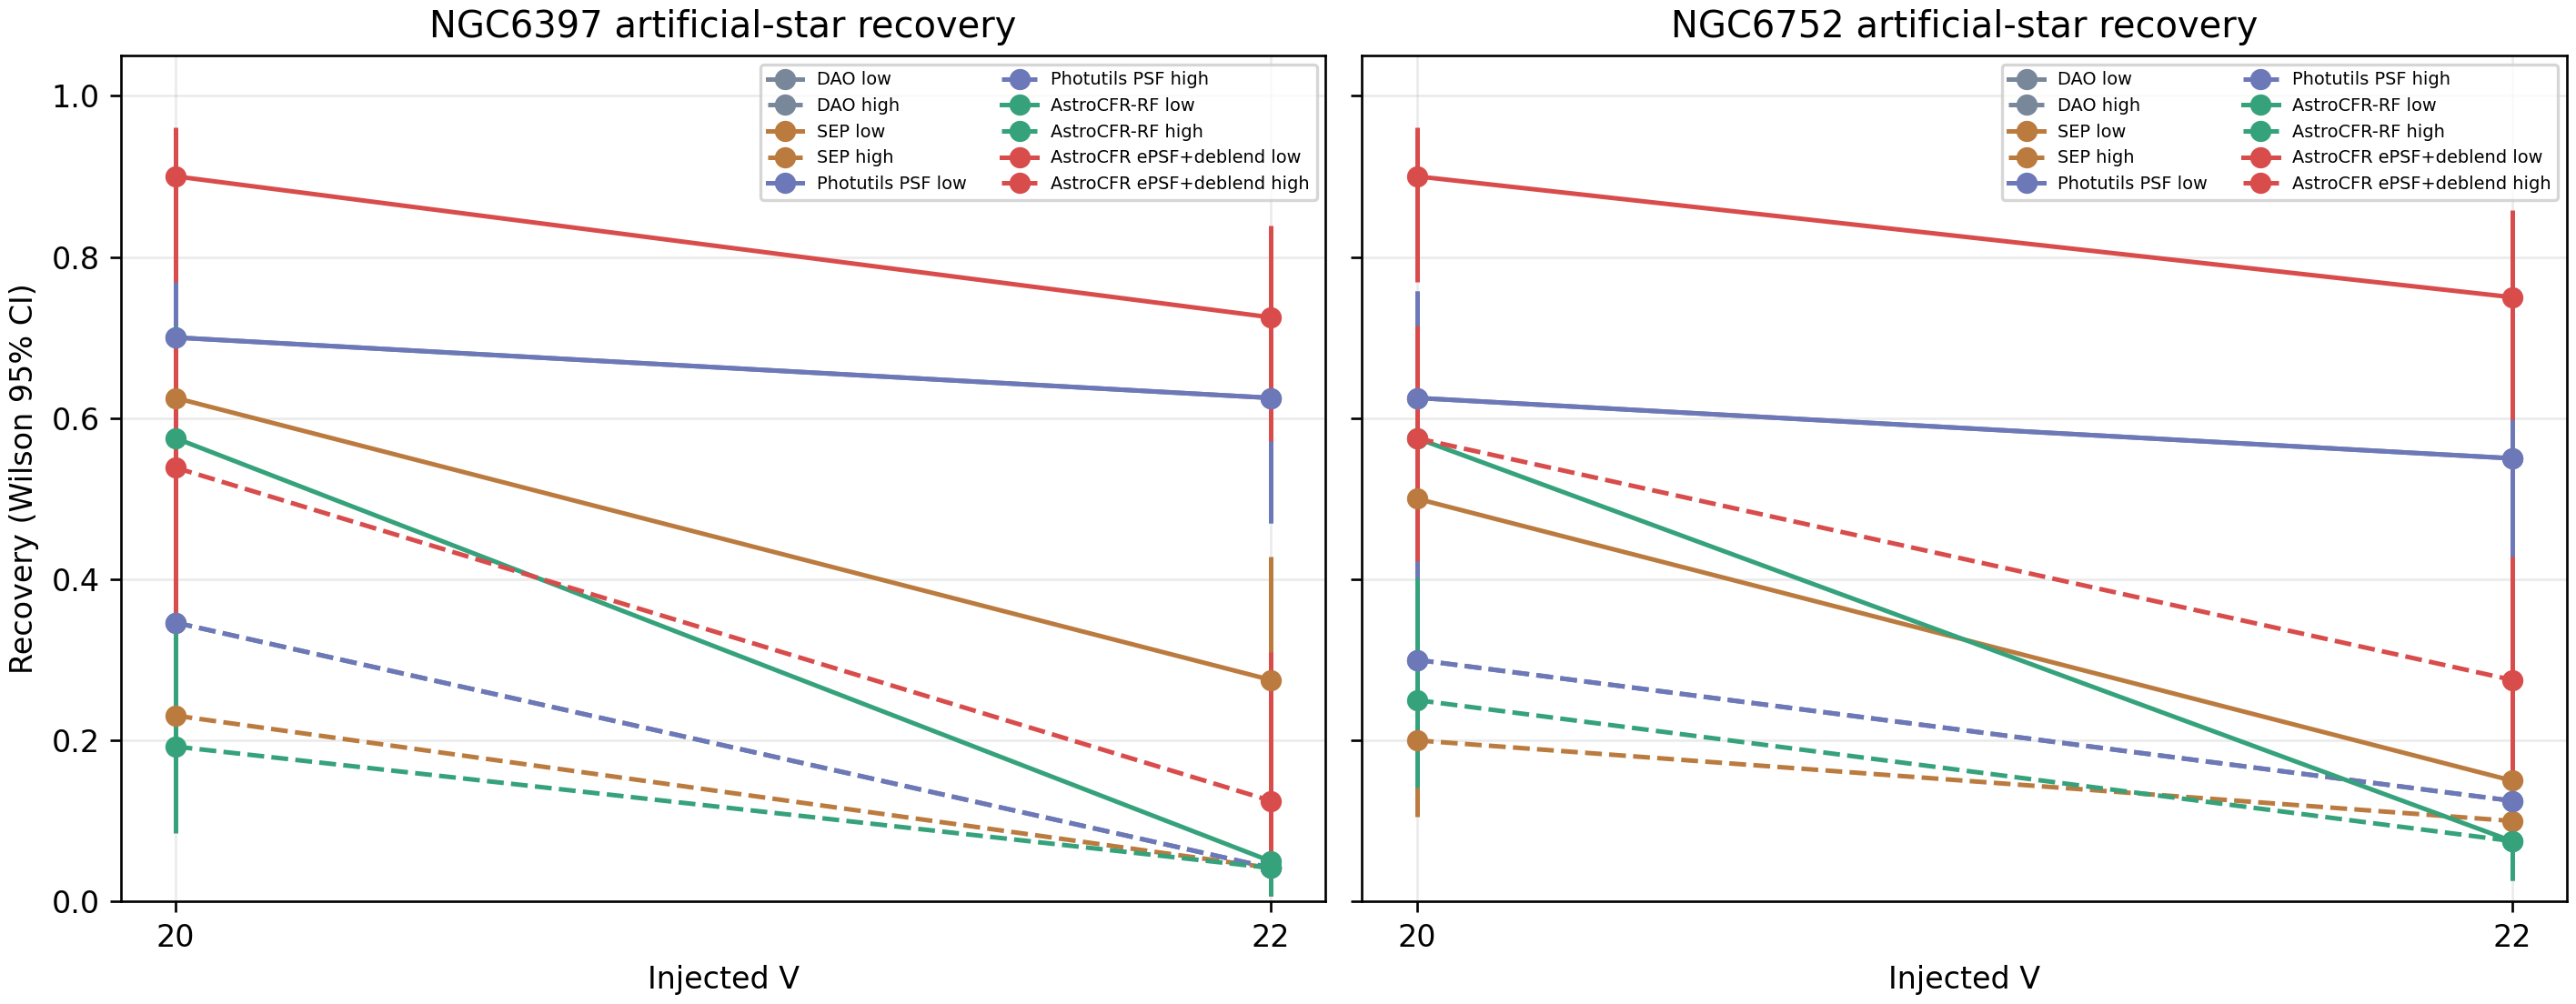 NGC6397 artificial-star recovery
DAO low
DAO high
SEP low
SEP high
Photutils PSF low
Photutils PSF high
AstroCFR-RF low
AstroCFR-RF high
AstroCFR ePSF+deblend low
AstroCFR ePSF+deblend high
Recovery (Wilson 95% CI)
1.0
0.8
0.6
0.4
0.2
0.0
20
22
Injected V
NGC6752 artificial-star recovery
DAO low
DAO high
SEP low
SEP high
Photutils PSF low
Photutils PSF high
AstroCFR-RF low
AstroCFR-RF high
AstroCFR ePSF+deblend low
AstroCFR ePSF+deblend high
20
22
Injected V